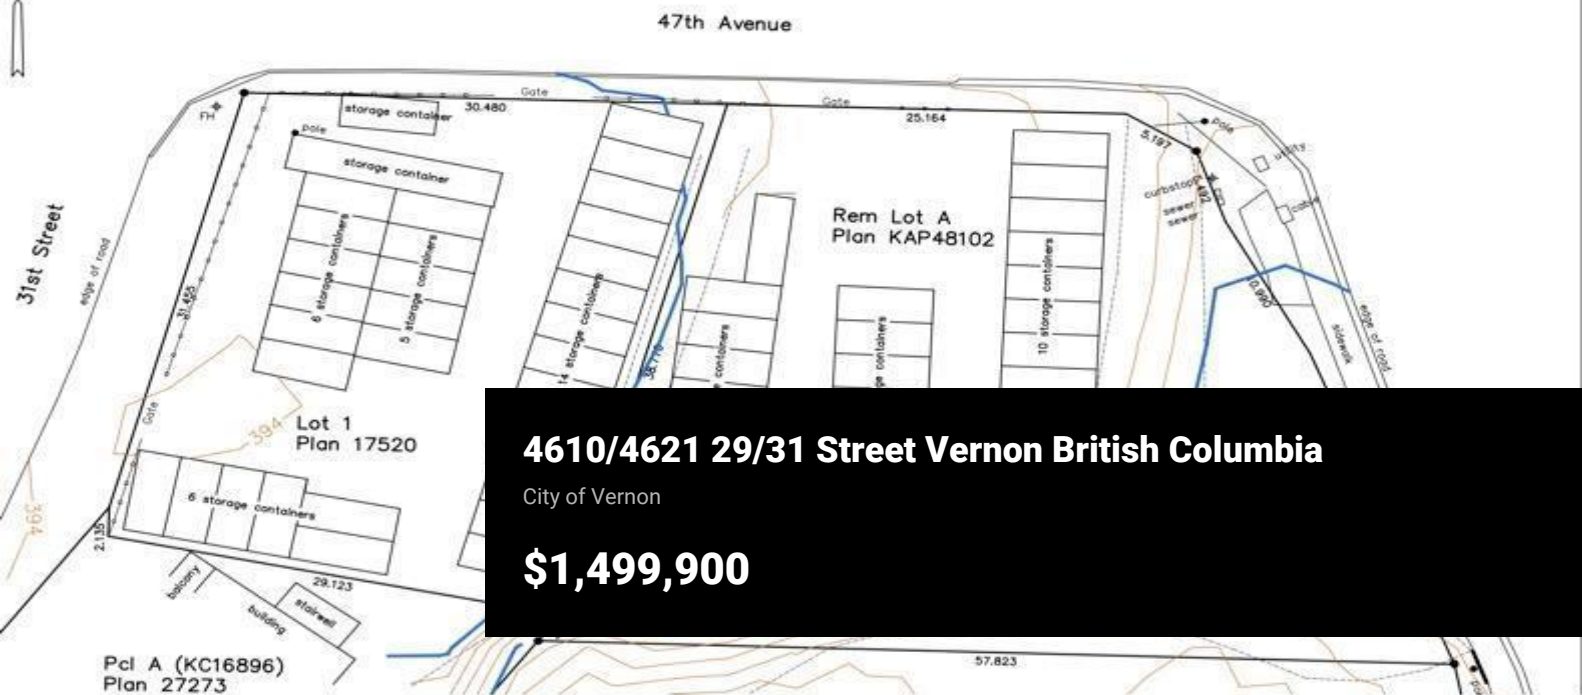 47th Avenue
Gate
30.480
Gate
25.164
5.197
FH
storage container
pole
pole
utility
storage container
curbstop
sewer
sewer
Rem Lot A
Plan KAP48102
31st Street
edge of road
31.455
6 storage containers
5 storage containers
14 storage containers
10 storage containers
sidewalk
edge of road
Gate
394
Lot 1
Plan 17520
4610/4621 29/31 Street Vernon British Columbia
City of Vernon
$1,499,900
6 storage containers
394
2.135
29.123
balcony
building
stairwell
57.823
Pcl A (KC16896)
Plan 27273